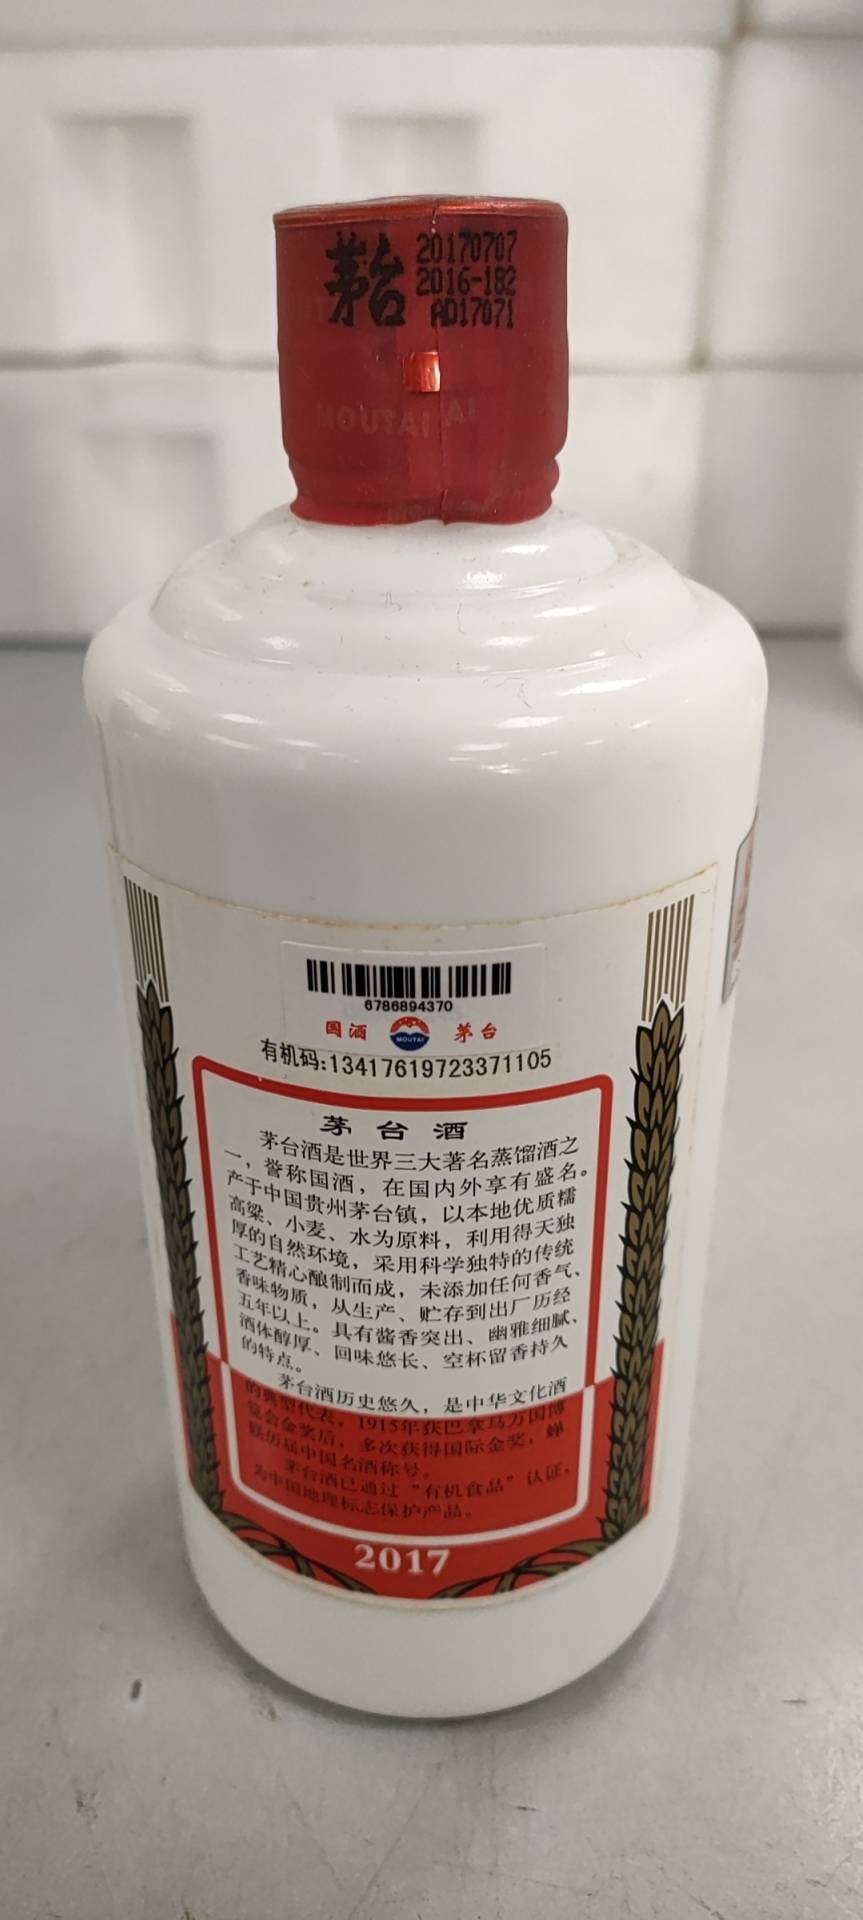 茅台
20170707
2016-182
AD17071
MOUTAI
6786894370
国酒
MOUTAI
茅台
有机码:13417619723371105
茅台酒
茅台酒是世界三大著名蒸馏酒之
一，誉称国酒，在国内外享有盛名。
产于中国贵州茅台镇，以本地优质糯
高粱、小麦、水为原料，利用得天独
厚的自然环境，采用科学独特的传统
工艺精心酿制而成，未添加任何香气、
香味物质，从生产、贮存到出厂历经
五年以上。具有酱香突出、幽雅细腻、
酒体醇厚、回味悠长、空杯留香持久
的特点。
茅台酒历史悠久，是中华文化酒
的典型代表。1915年获巴拿马万国博
览会金奖后，多次获得国际金奖，蝉
联历届中国名酒称号。
茅台酒已通过“有机食品”认证，
为中国地理标志保护产品。
2017